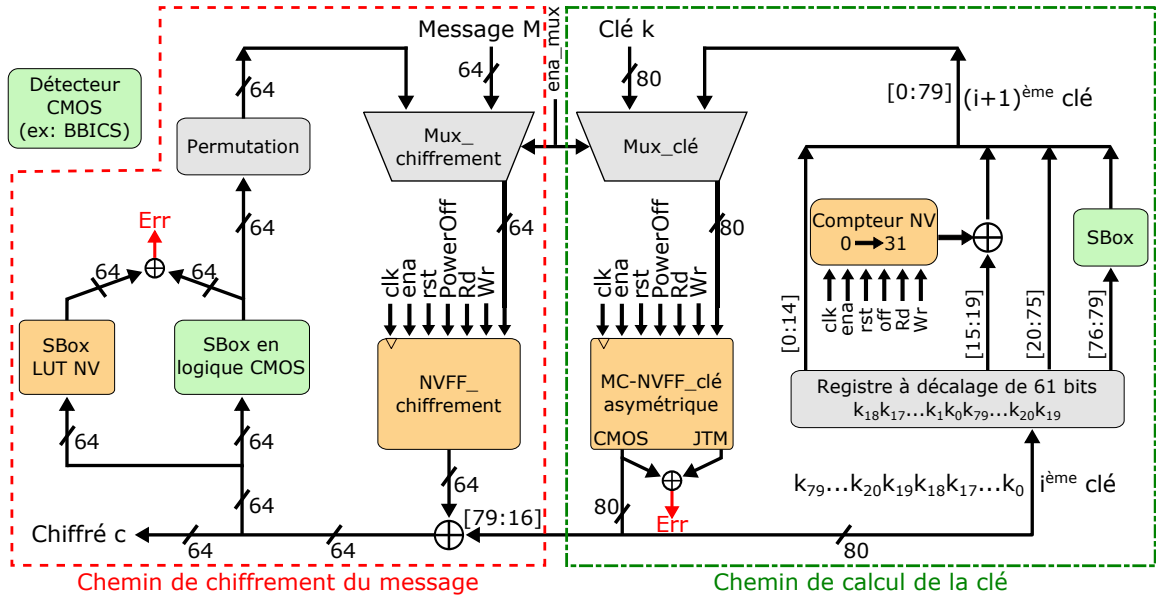 Message M
Clé k
ena_mux
64
80
64
Détecteur
CMOS
(ex: BBICS)
[0:79]
(i+1)ème clé
Permutation
Mux_
chiffrement
Mux_clé
64
64
80
Err
64
64
clk
ena
rst
PowerOff
Rd
Wr
clk
ena
rst
PowerOff
Rd
Wr
Compteur NV
0 31
SBox
clk
ena
rst
off
Rd
Wr
[0:14]
[15:19]
[20:75]
[76:79]
SBox
LUT NV
SBox en
logique CMOS
NVFF_
chiffrement
MC-NVFF_clé
asymétrique
CMOS
JTM
Registre à décalage de 61 bits
k18k17...k1k0k79...k20k19
64
64
64
64
80
Err
k79...k20k19k18k17...k0
ième clé
[79:16]
Chiffré c
64
64
80
Chemin de chiffrement du message
Chemin de calcul de la clé